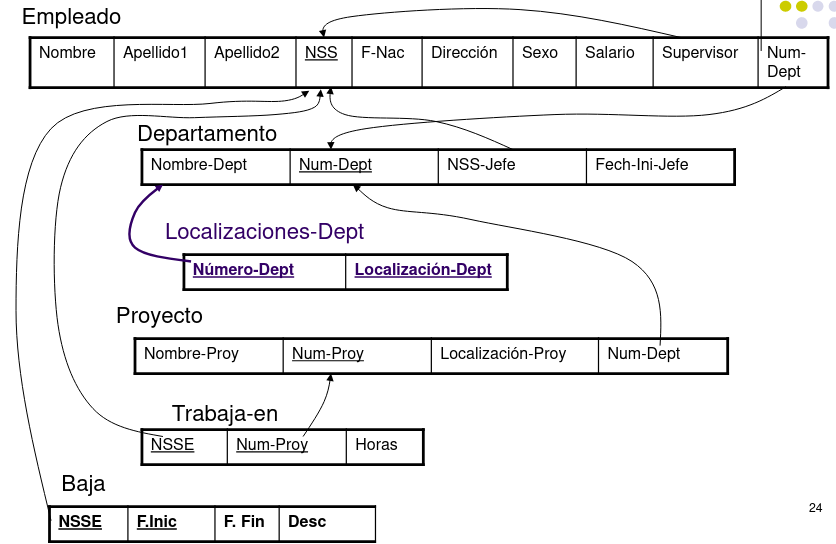 Empleado
Nombre Apellido1 Apellido2 NSS F-Nac Dirección Sexo Salario Supervisor Num-
Dept
Departamento
Nombre-Dept Num-Dept NSS-Jefe Fech-Ini-Jefe
Localizaciones-Dept
Número-Dept Localización-Dept
Proyecto
Nombre-Proy Num-Proy Localización-Proy Num-Dept
Trabaja-en
NSSE Num-Proy Horas
Baja
NSSE F.Inic F. Fin Desc
24